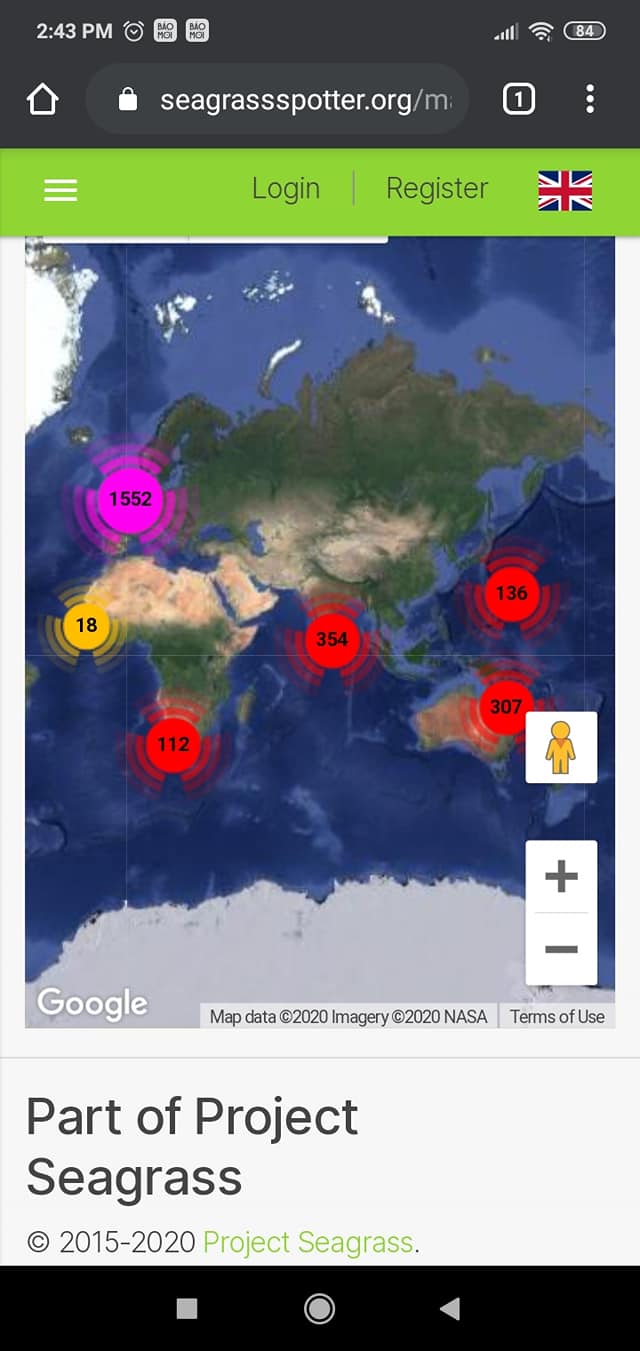 2:43 PM BÁO MỚI BÁO MỚI 84
seagrassspotter.org/m
1
Login | Register
1552
136
18
354
307
112
Google
Map data ©2020 Imagery ©2020 NASA Terms of Use
Part of Project
Seagrass
© 2015-2020 Project Seagrass.